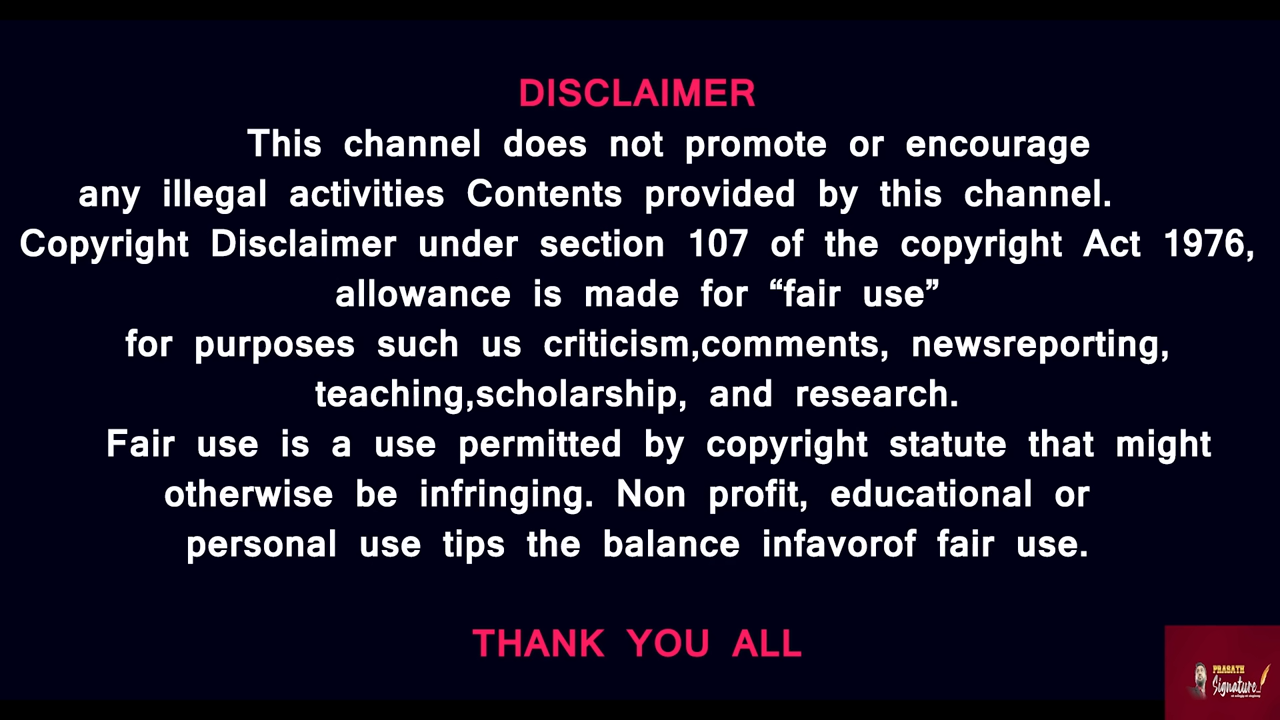 DISCLAIMER
This channel does not promote or encourage
any illegal activities Contents provided by this channel.
Copyright Disclaimer under section 107 of the copyright Act 1976,
allowance is made for “fair use”
for purposes such us criticism,comments, newsreporting,
teaching,scholarship, and research.
Fair use is a use permitted by copyright statute that might
otherwise be infringing. Non profit, educational or
personal use tips the balance infavorof fair use.
THANK YOU ALL
PRASATH
Signature